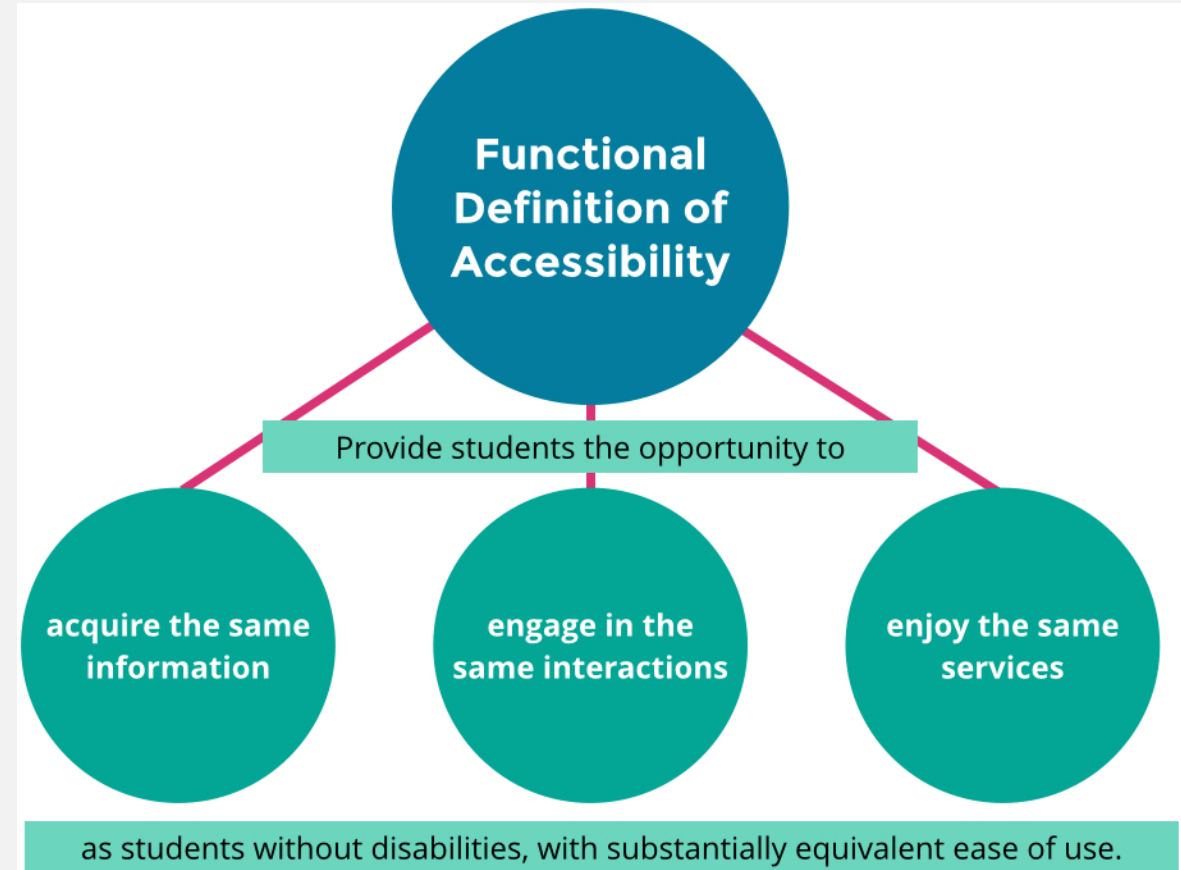 Functional
Definition of
Accessibility
Provide students the opportunity to
acquire the same
information
engage in the
same interactions
enjoy the same
services
as students without disabilities, with substantially equivalent ease of use.